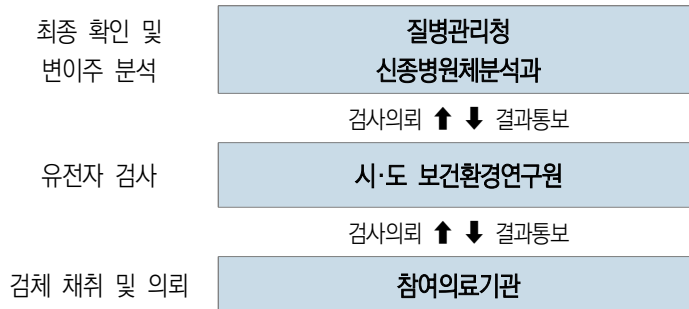 최종 확인 및
변이주 분석
질병관리청
신종병원체분석과
검사의뢰 ⬆ ⬇ 결과통보
유전자 검사
시·도 보건환경연구원
검사의뢰 ⬆ ⬇ 결과통보
검체 채취 및 의뢰
참여의료기관